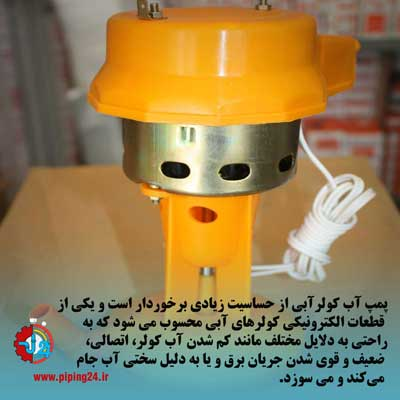 پمپ آب کولرآبی از حساسیت زیادی برخوردار است و یکی از
قطعات الکترونیکی کولرهای آبی محسوب می شود که به
راحتی به دلایل مختلف مانند کم شدن آب کولر، اتصالی،
ضعیف و قوی شدن جریان برق و یا به دلیل سختی آب جام
می‌کند و می سوزد.
www.piping24.ir